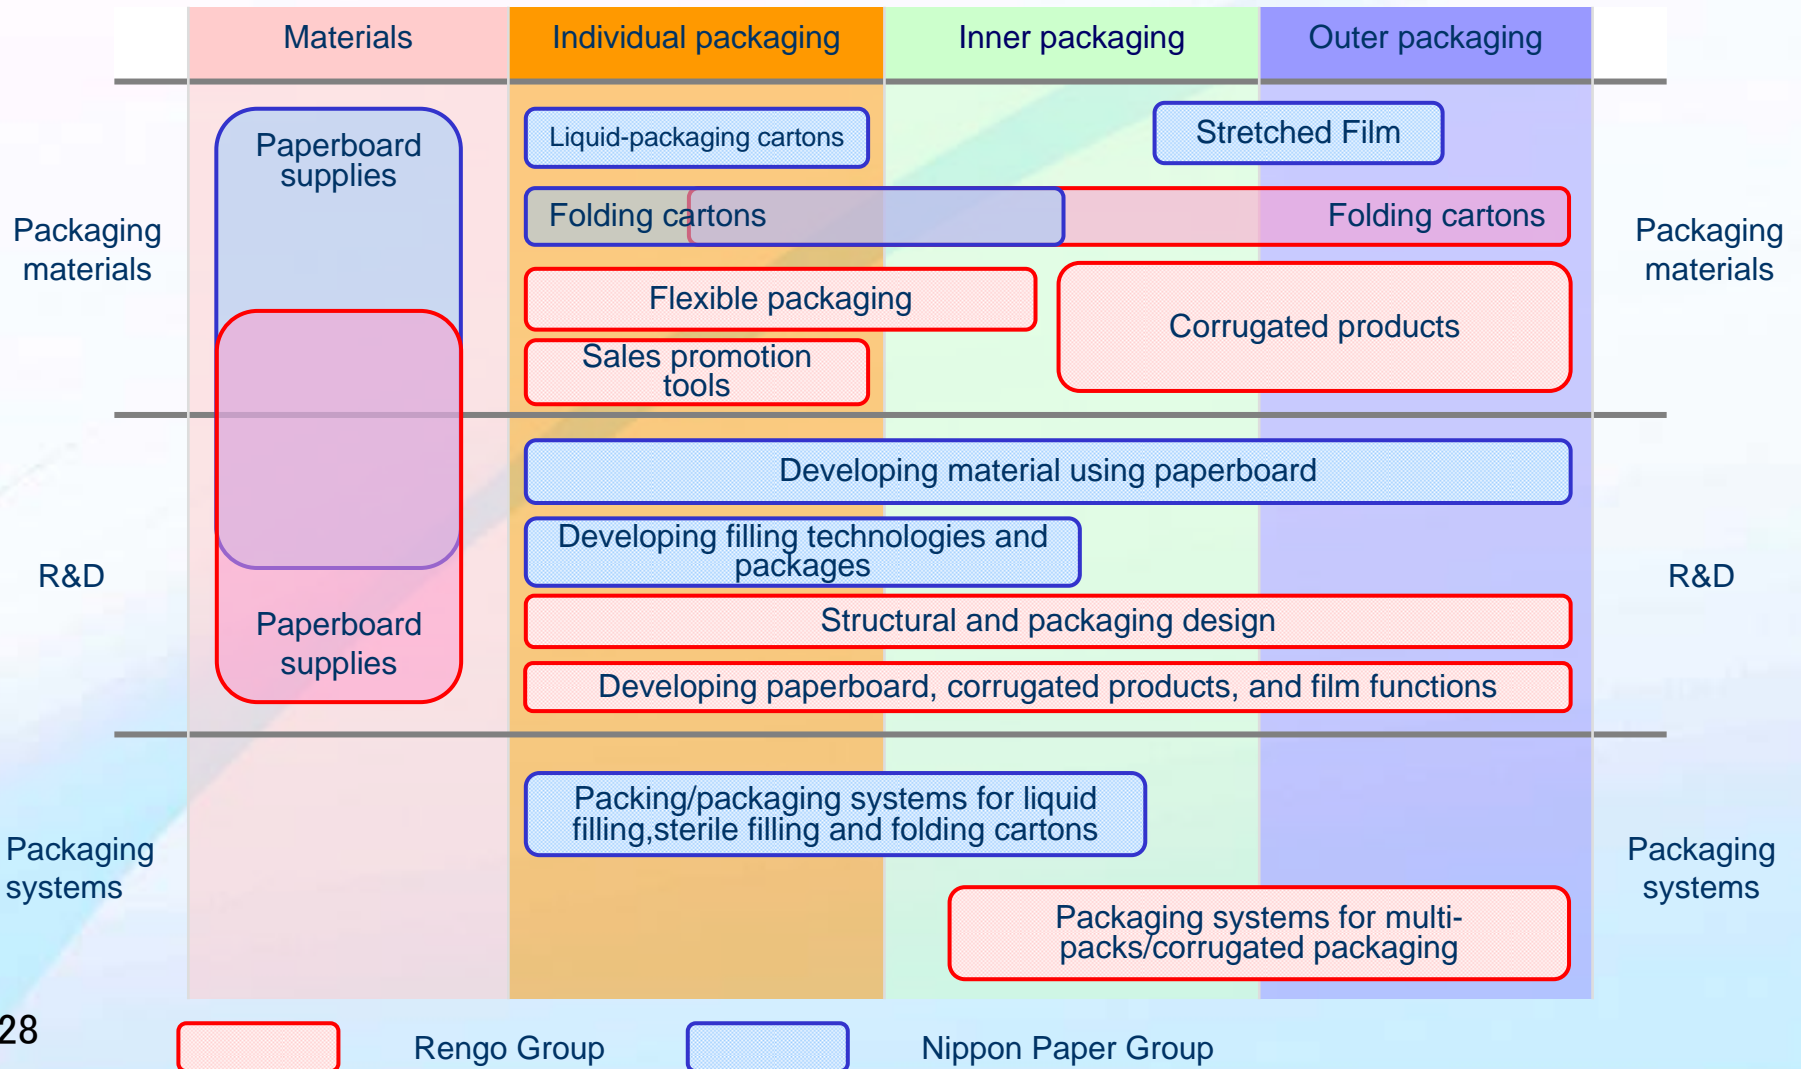 Materials
Individual packaging
Inner packaging
Outer packaging
Packaging
materials
Paperboard
supplies
Liquid-packaging cartons
Stretched Film
Folding cartons
Folding cartons
Flexible packaging
Corrugated products
Sales promotion
tools
Packaging
materials
R&D
Developing material using paperboard
Developing filling technologies and
packages
Structural and packaging design
Paperboard
supplies
Developing paperboard, corrugated products, and film functions
R&D
Packaging
systems
Packing/packaging systems for liquid
filling,sterile filling and folding cartons
Packaging systems for multi-
packs/corrugated packaging
Packaging
systems
28
Rengo Group
Nippon Paper Group